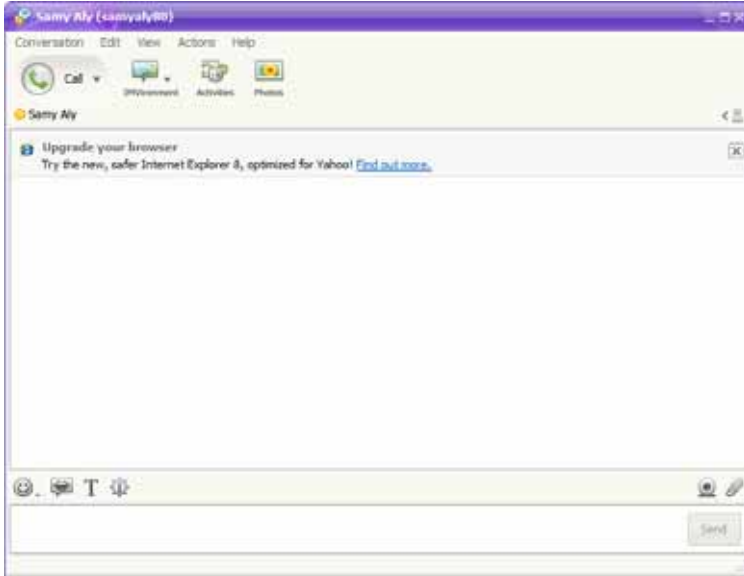 Samy Aly (samyaly80)
Conversation Edit View Actions Help
Call IMVironment Activities Photos
Samy Aly
Upgrade your browser
Try the new, safer Internet Explorer 8, optimized for Yahoo! Find out more.
T
Send